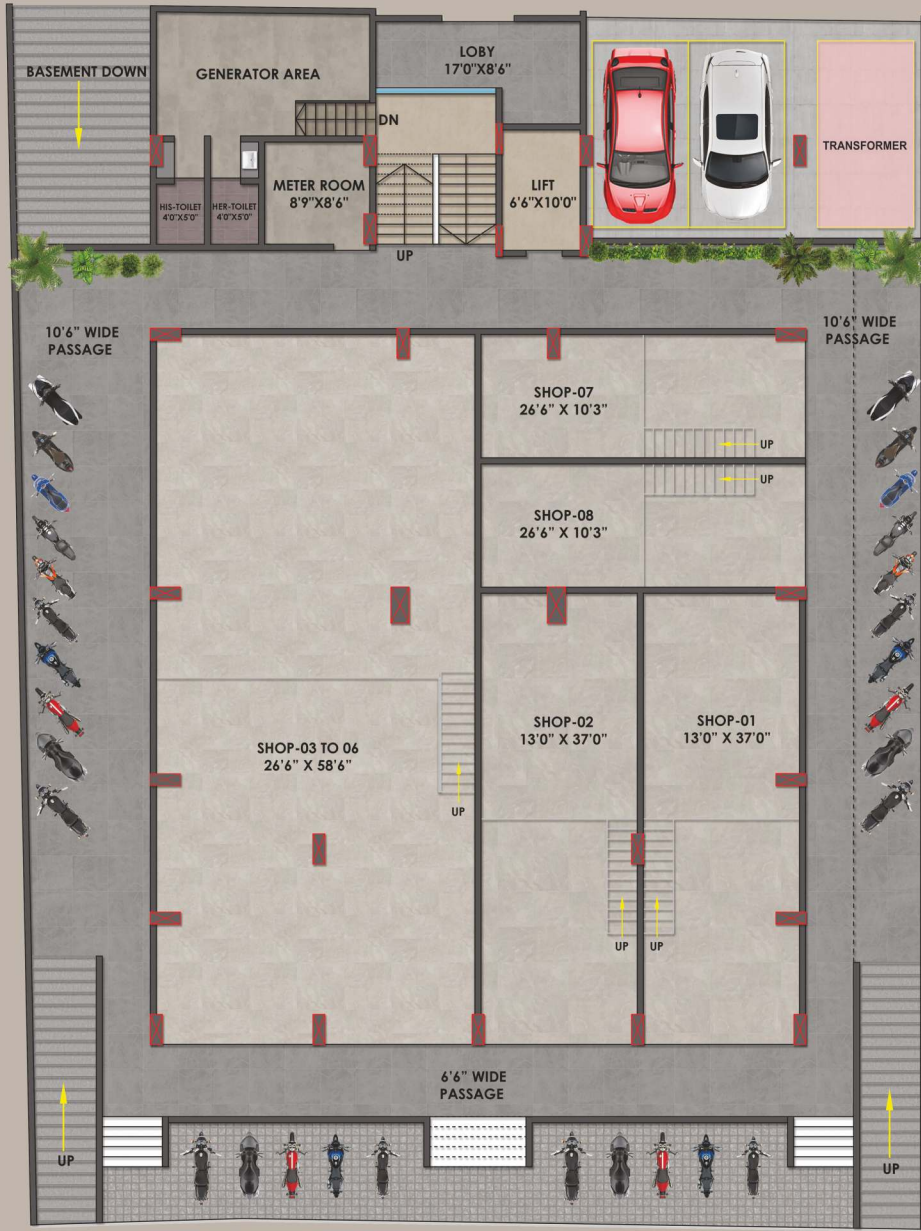 BASEMENT DOWN
GENERATOR AREA
LOBY
17'0"X8'6"
DN
TRANSFORMER
METER ROOM
8'9"X8'6"
LIFT
6'6"X10'0"
HIS-TOILET
4'0"X5'0"
HER-TOILET
4'0"X5'0"
UP
10'6" WIDE
PASSAGE
10'6" WIDE
PASSAGE
SHOP-07
26'6" X 10'3"
UP
UP
SHOP-08
26'6" X 10'3"
SHOP-02
13'0" X 37'0"
SHOP-01
13'0" X 37'0"
SHOP-03 TO 06
26'6" X 58'6"
UP
UP
UP
6'6" WIDE
PASSAGE
UP
UP